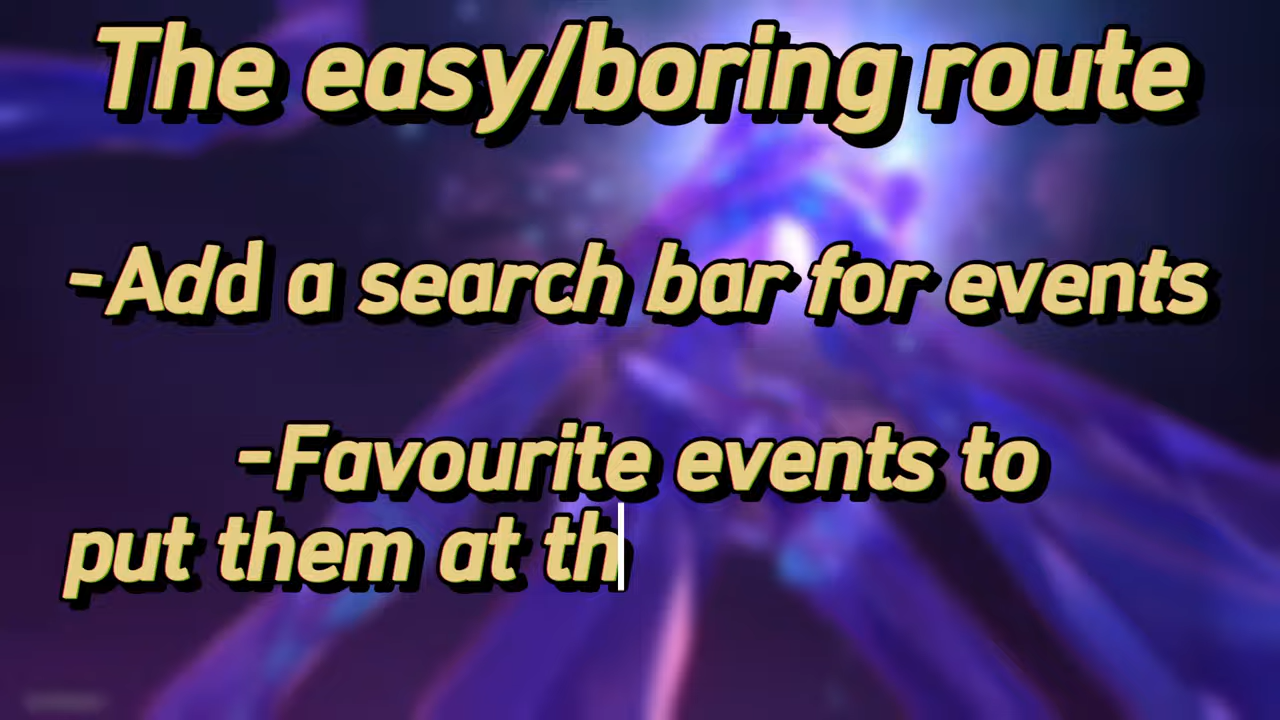 The easy/boring route
-Add a search bar for events
-Favourite events to
put them at th